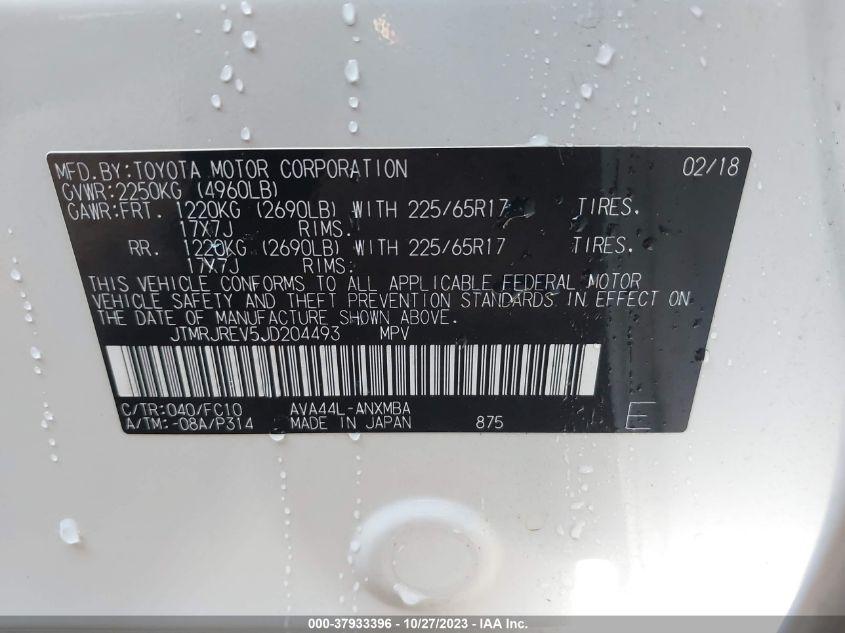 MFD.BY:TOYOTA MOTOR CORPORATION 02/18
GVWR:2250KG (4960LB)
GAWR:FRT. 1220KG (2690LB) WITH 225/65R17 TIRES.
17X7J RIMS.
RR. 1220KG (2690LB) WITH 225/65R17 TIRES.
17X7J RIMS.
THIS VEHICLE CONFORMS TO ALL APPLICABLE FEDERAL MOTOR
VEHICLE SAFETY AND THEFT PREVENTION STANDARDS IN EFFECT ON
THE DATE OF MANUFACTURE SHOWN ABOVE.
JTMRJREV5JD204493 MPV
C/TR:040/FC10 AVA44L-ANXMBA
A/TM:-08A/P314 MADE IN JAPAN 875 E
000-37933396 - 10/27/2023 - IAA Inc.